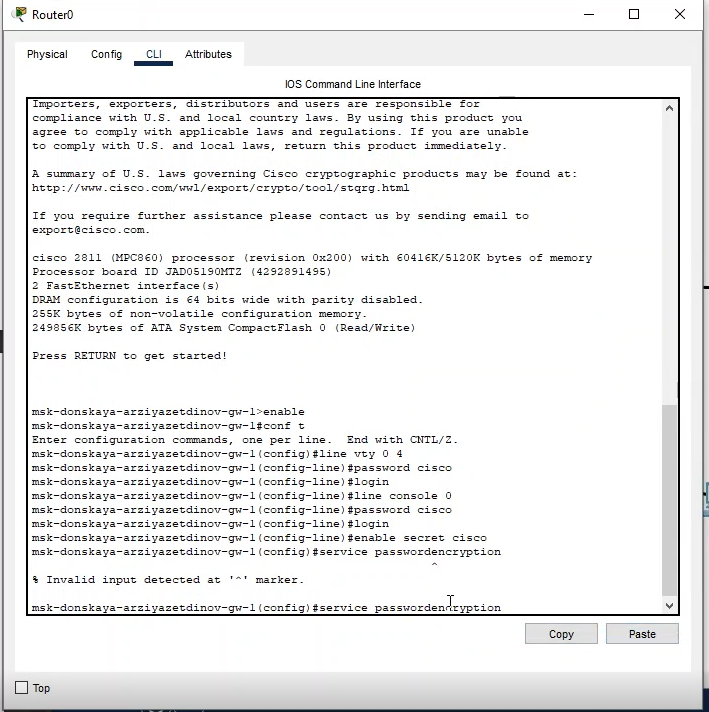 Router0
Physical Config CLI Attributes
IOS Command Line Interface
Importers, exporters, distributors and users are responsible for
compliance with U.S. and local country laws. By using this product you
agree to comply with applicable laws and regulations. If you are unable
to comply with U.S. and local laws, return this product immediately.
A summary of U.S. laws governing Cisco cryptographic products may be found at:
http://www.cisco.com/wwl/export/crypto/tool/stqrg.html
If you require further assistance please contact us by sending email to
export@cisco.com.
cisco 2811 (MPC860) processor (revision 0x200) with 60416K/5120K bytes of memory
Processor board ID JAD05190MTZ (4292891495)
2 FastEthernet interface(s)
DRAM configuration is 64 bits wide with parity disabled.
255K bytes of non-volatile configuration memory.
249856K bytes of ATA System CompactFlash 0 (Read/Write)
Press RETURN to get started!
msk-donskaya-arziyazetdinov-gw-1>enable
msk-donskaya-arziyazetdinov-gw-1#conf t
Enter configuration commands, one per line.  End with CNTL/Z.
msk-donskaya-arziyazetdinov-gw-1(config)#line vty 0 4
msk-donskaya-arziyazetdinov-gw-1(config-line)#password cisco
msk-donskaya-arziyazetdinov-gw-1(config-line)#login
msk-donskaya-arziyazetdinov-gw-1(config-line)#line console 0
msk-donskaya-arziyazetdinov-gw-1(config-line)#password cisco
msk-donskaya-arziyazetdinov-gw-1(config-line)#login
msk-donskaya-arziyazetdinov-gw-1(config-line)#enable secret cisco
msk-donskaya-arziyazetdinov-gw-1(config)#service passwordencryption
^
% Invalid input detected at '^' marker.
msk-donskaya-arziyazetdinov-gw-1(config)#service passwordencryption
Copy Paste
Top